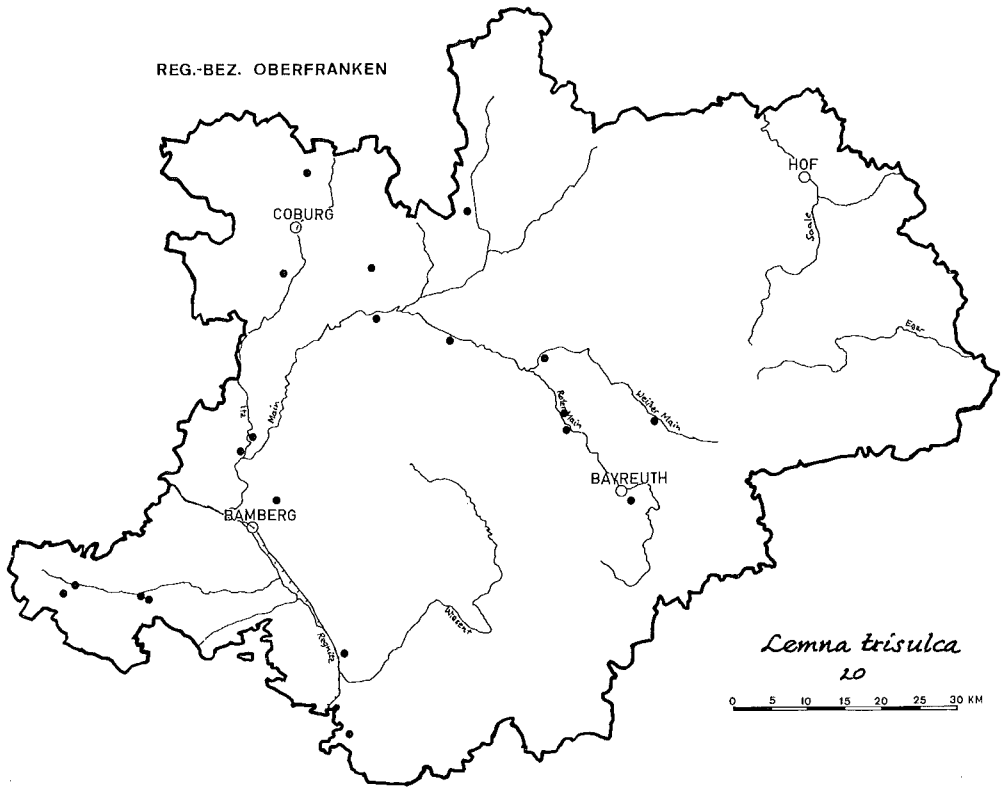 REG.-BEZ. OBERFRANKEN
HOF
COBURG
Saale
Eger
Itz
Main
Roter Main
Weißer Main
BAYREUTH
BAMBERG
Wiesent
Regnitz
Lemna trisulca
20
0 5 10 15 20 25 30 KM